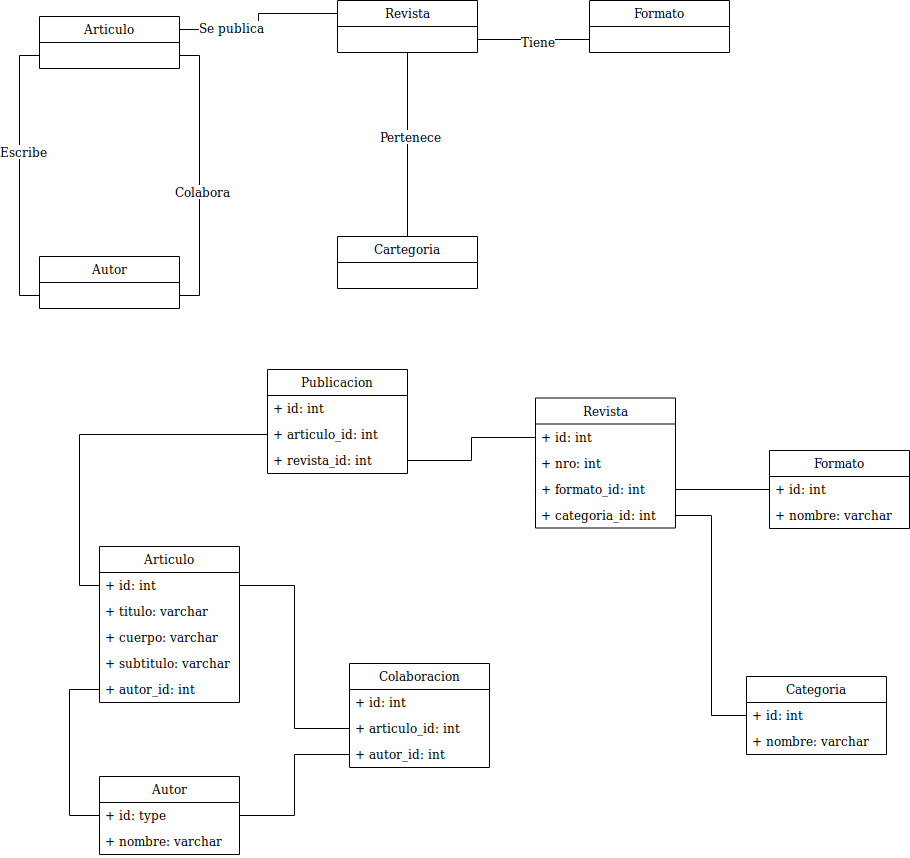 Articulo
Se publica
Revista
Formato
Tiene
Escribe
Pertenece
Colabora
Cartegoria
Autor
Publicacion
+ id: int
+ articulo_id: int
+ revista_id: int
Revista
+ id: int
+ nro: int
+ formato_id: int
+ categoria_id: int
Formato
+ id: int
+ nombre: varchar
Articulo
+ id: int
+ titulo: varchar
+ cuerpo: varchar
+ subtitulo: varchar
+ autor_id: int
Colaboracion
+ id: int
+ articulo_id: int
+ autor_id: int
Categoria
+ id: int
+ nombre: varchar
Autor
+ id: type
+ nombre: varchar